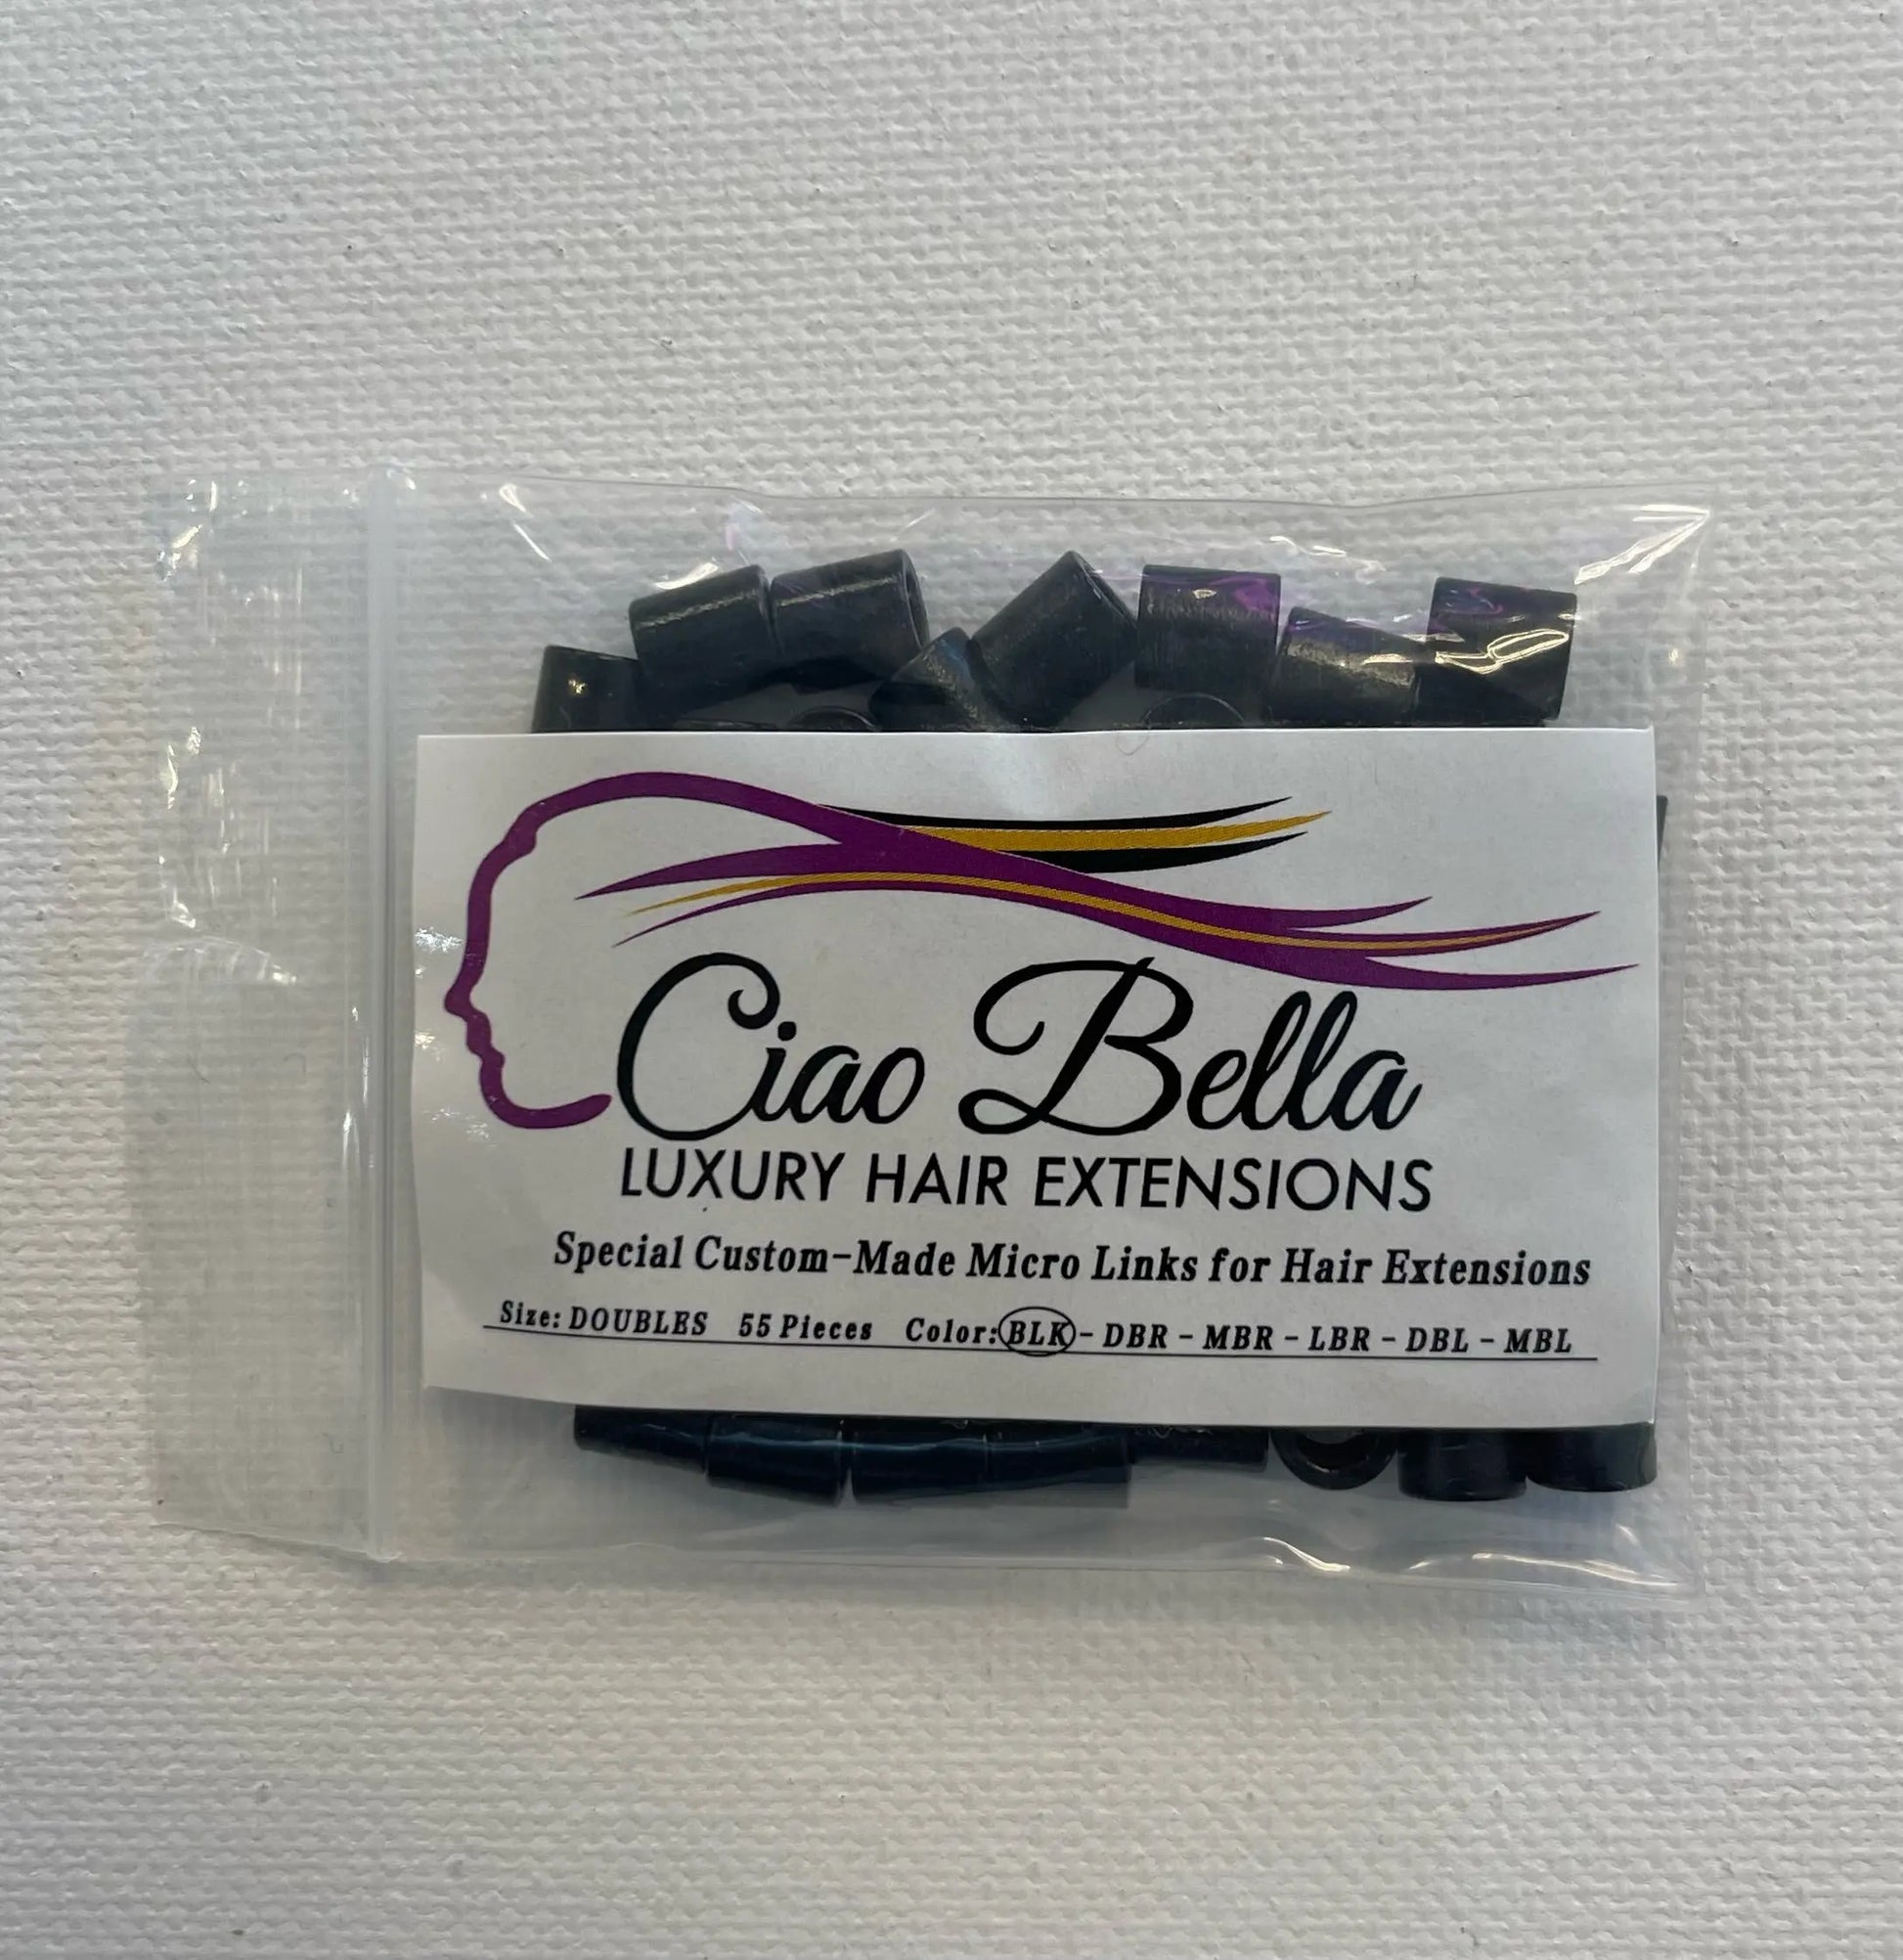 Ciao Bella
LUXURY HAIR EXTENSIONS
Special Custom-Made Micro Links for Hair Extensions
Size: DOUBLES 55 Pieces Color: BLK - DBR - MBR - LBR - DBL - MBL